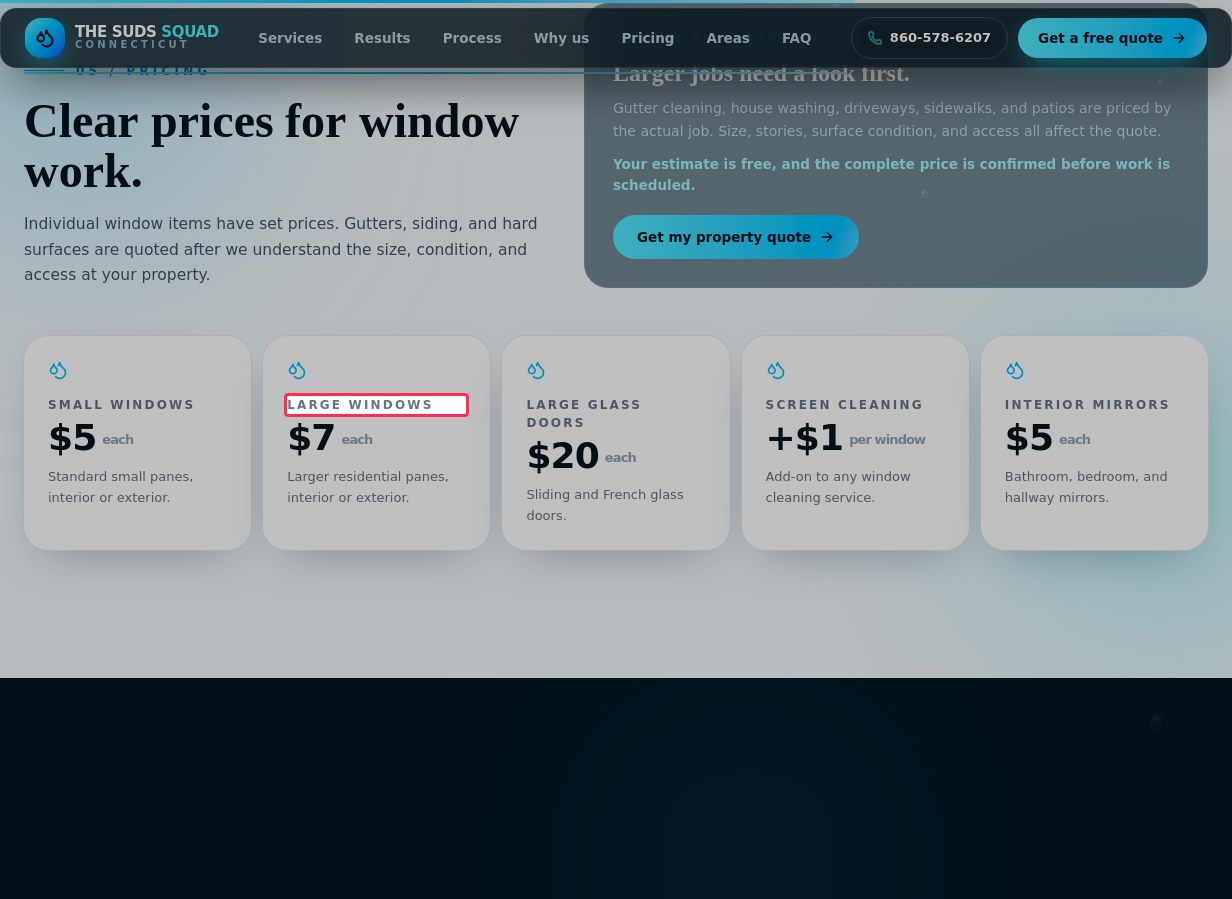 THE SUDS SQUAD
CONNECTICUT
Services
Results
Process
Why us
Pricing
Areas
FAQ
860-578-6207
Get a free quote
05 / PRICING
Clear prices for window
work.
Individual window items have set prices. Gutters, siding, and hard
surfaces are quoted after we understand the size, condition, and
access at your property.
Larger jobs need a look first.
Gutter cleaning, house washing, driveways, sidewalks, and patios are priced by
the actual job. Size, stories, surface condition, and access all affect the quote.
Your estimate is free, and the complete price is confirmed before work is
scheduled.
Get my property quote
SMALL WINDOWS
$5 each
Standard small panes,
interior or exterior.
LARGE WINDOWS
$7 each
Larger residential panes,
interior or exterior.
LARGE GLASS
DOORS
$20 each
Sliding and French glass
doors.
SCREEN CLEANING
+$1 per window
Add-on to any window
cleaning service.
INTERIOR MIRRORS
$5 each
Bathroom, bedroom, and
hallway mirrors.